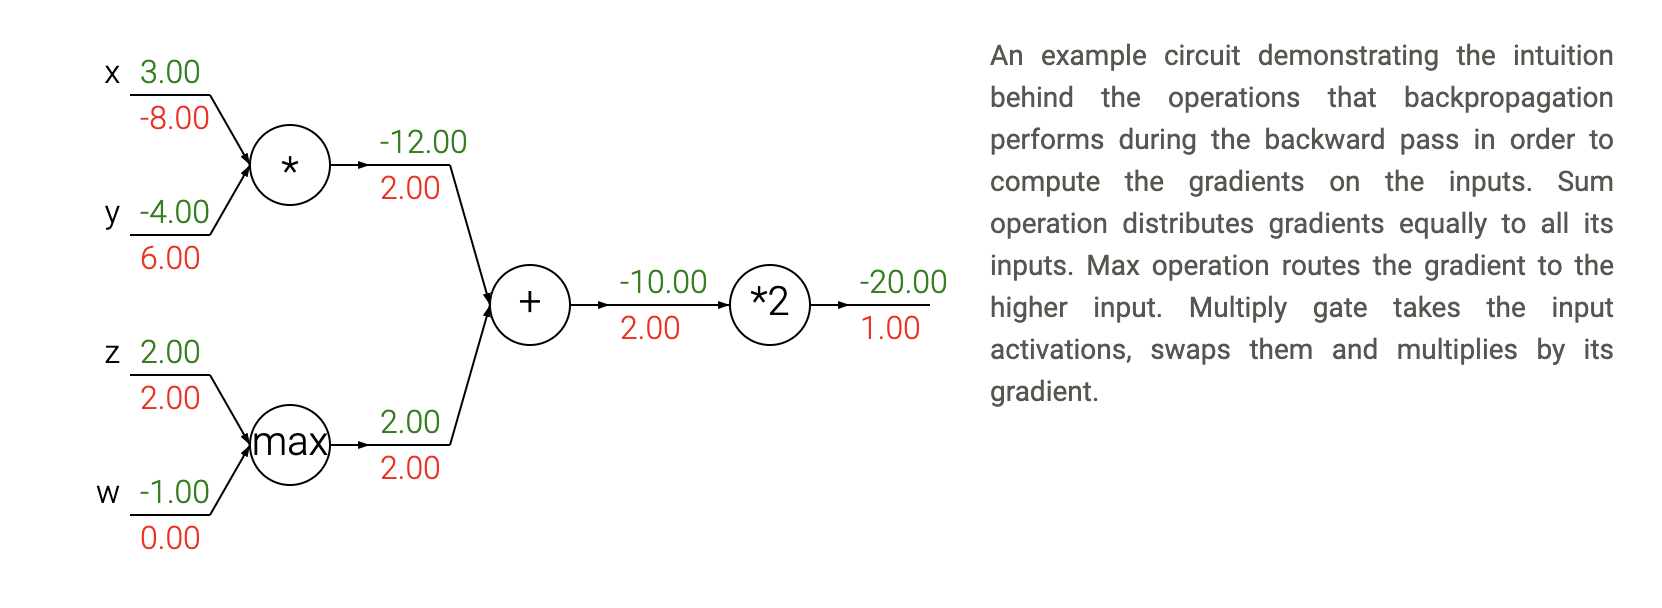 x 3.00
-8.00
*
-12.00
2.00
y -4.00
6.00
+
-10.00
2.00
*2
-20.00
1.00
z 2.00
2.00
max
2.00
2.00
w -1.00
0.00
An example circuit demonstrating the intuition
behind the operations that backpropagation
performs during the backward pass in order to
compute the gradients on the inputs. Sum
operation distributes gradients equally to all its
inputs. Max operation routes the gradient to the
higher input. Multiply gate takes the input
activations, swaps them and multiplies by its
gradient.